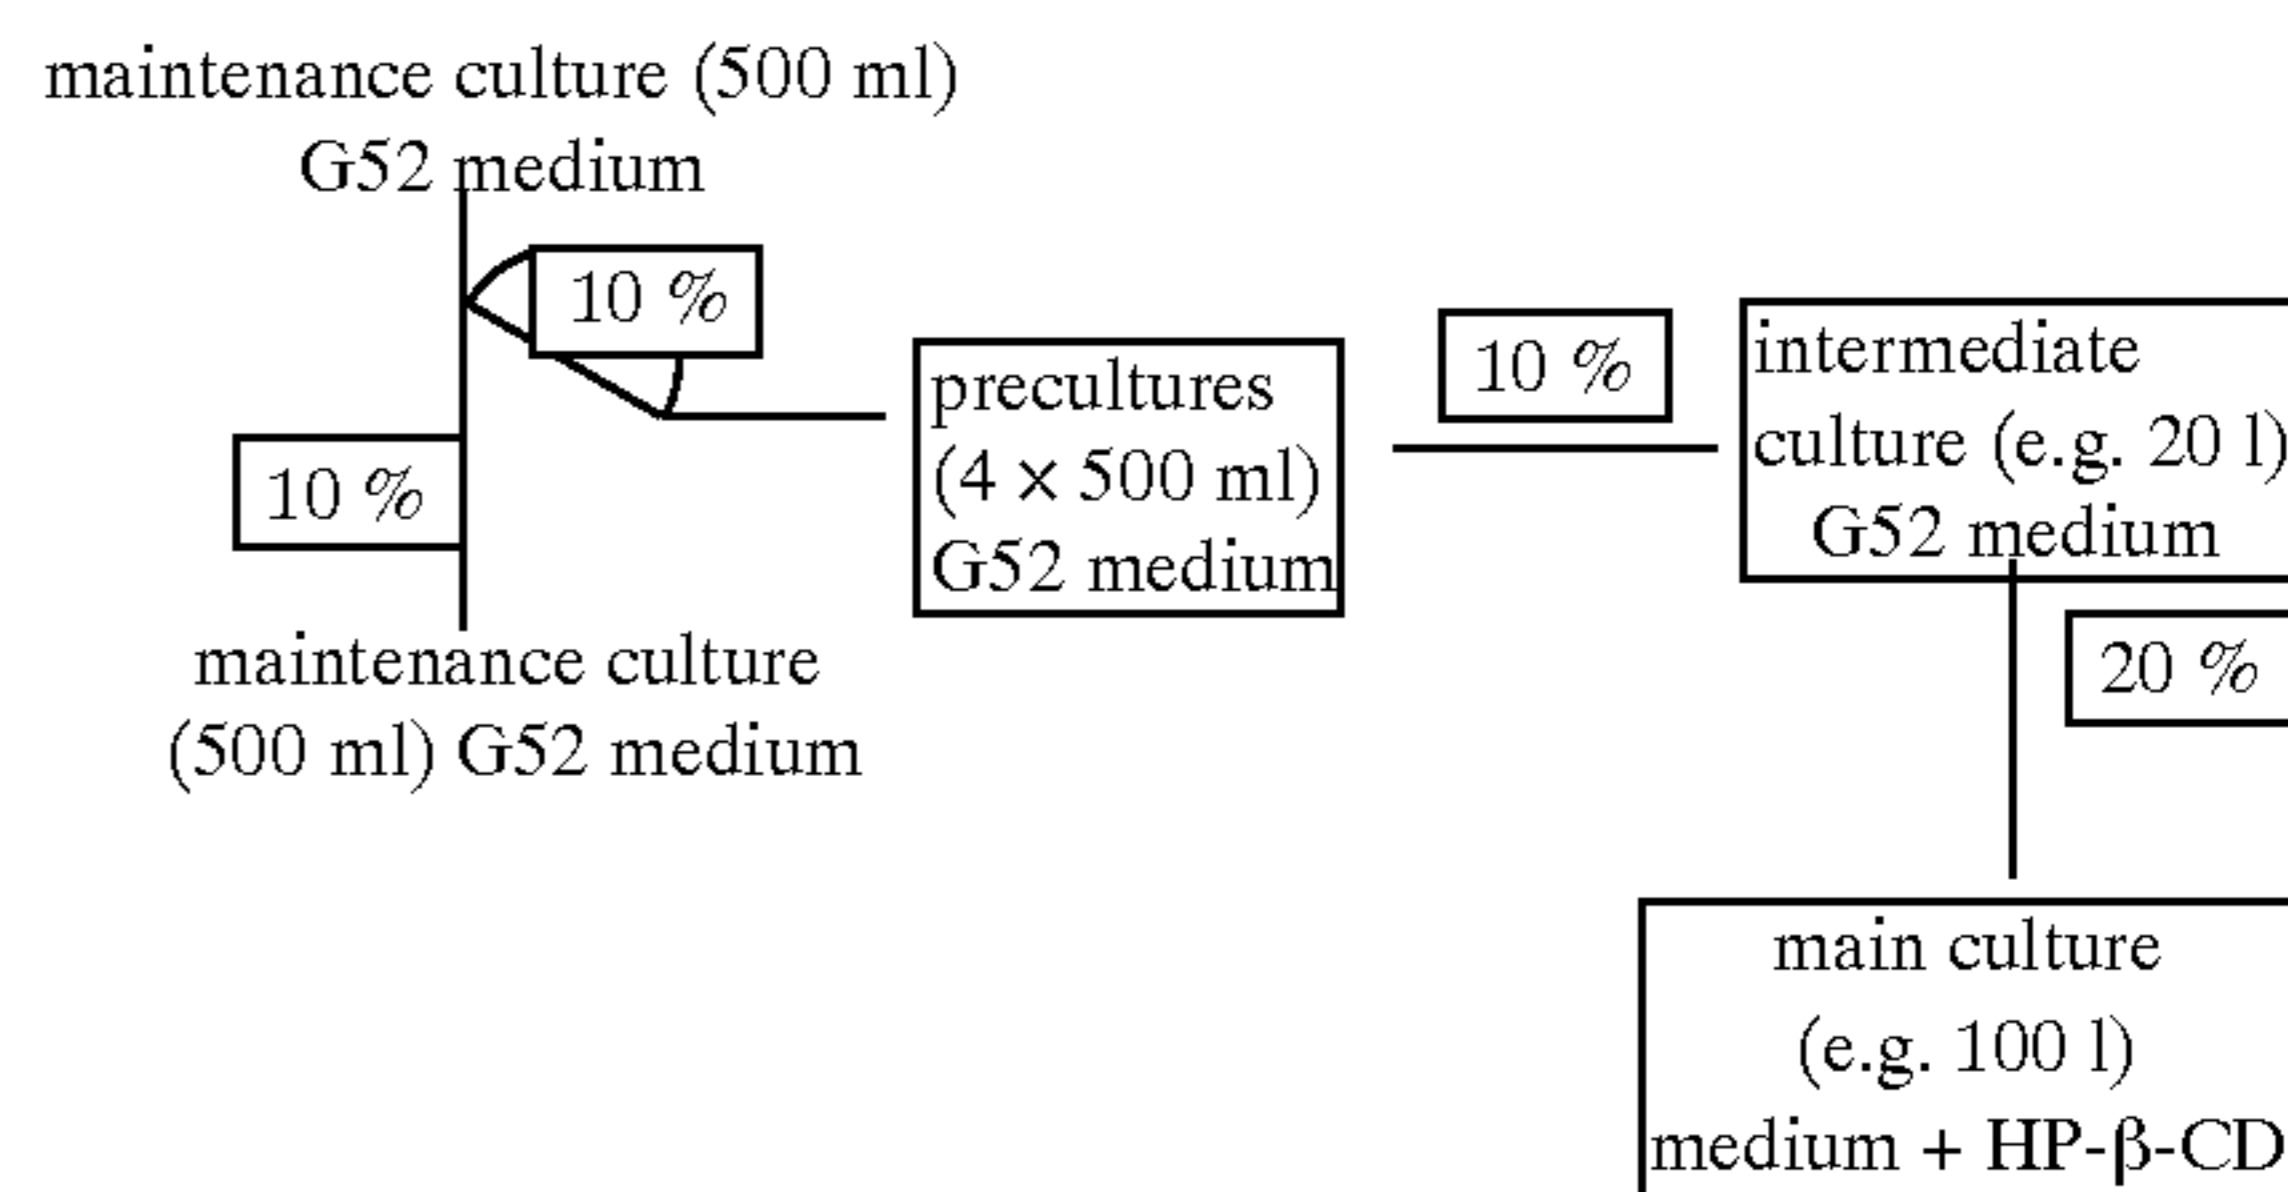 maintenance culture (500 ml)
G52 medium
10 %
10 %
maintenance culture
(500 ml) G52 medium
precultures
(4 × 500 ml)
G52 medium
10 %
intermediate
culture (e.g. 20 l)
G52 medium
20 %
main culture
(e.g. 100 l)
medium + HP-β-CD